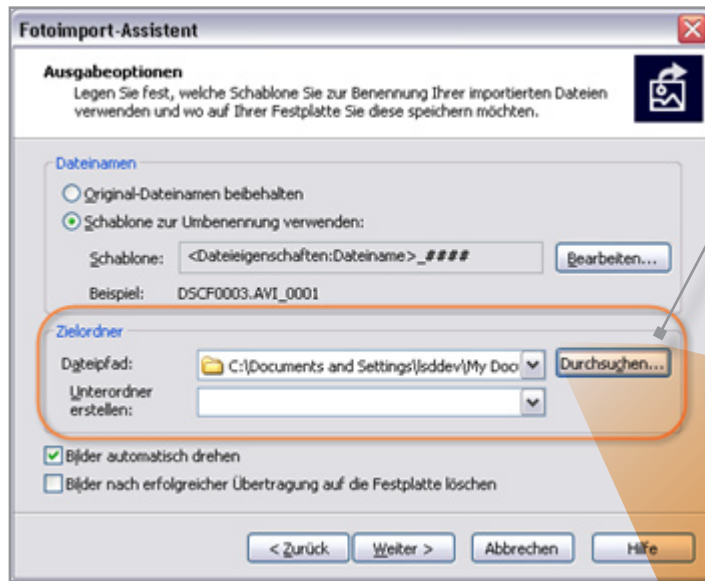 Fotoimport-Assistent
Ausgabeoptionen
Legen Sie fest, welche Schablone Sie zur Benennung Ihrer importierten Dateien
verwenden und wo auf Ihrer Festplatte Sie diese speichern möchten.
Dateinamen
Original-Dateinamen beibehalten
Schablone zur Umbenennung verwenden:
Schablone: <Dateieigenschaften:Dateiname>_#### Bearbeiten...
Beispiel: DSCF0003.AVI_0001
Zielordner
Dateipfad: C:\Documents and Settings\lsddev\My Doc Durchsuchen...
Unterordner
erstellen:
Bilder automatisch drehen
Bilder nach erfolgreicher Übertragung auf die Festplatte löschen
< Zurück Weiter > Abbrechen Hilfe